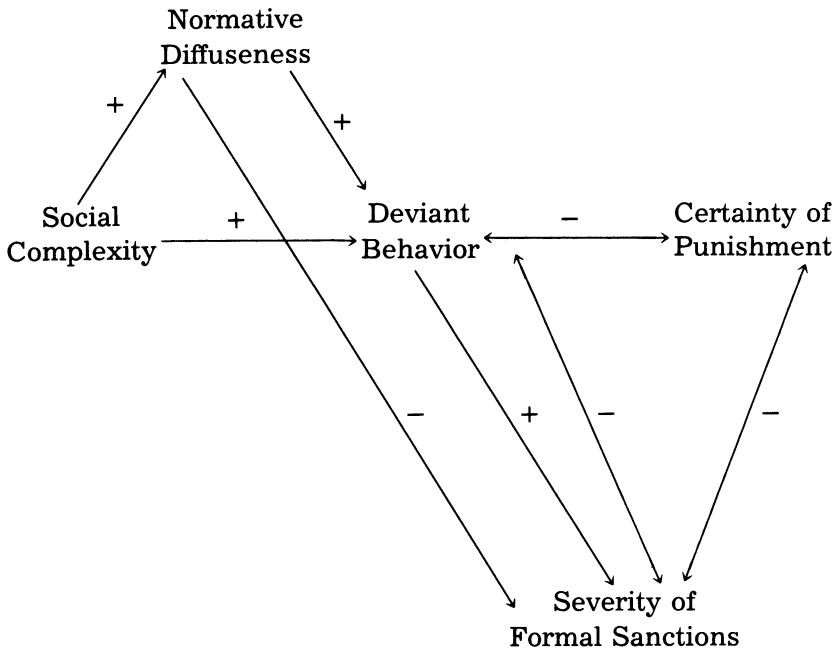 Normative
Diffuseness
+
+
Social
Complexity
+
Deviant
Behavior
−
Certainty of
Punishment
−
+
−
−
Severity of
Formal Sanctions